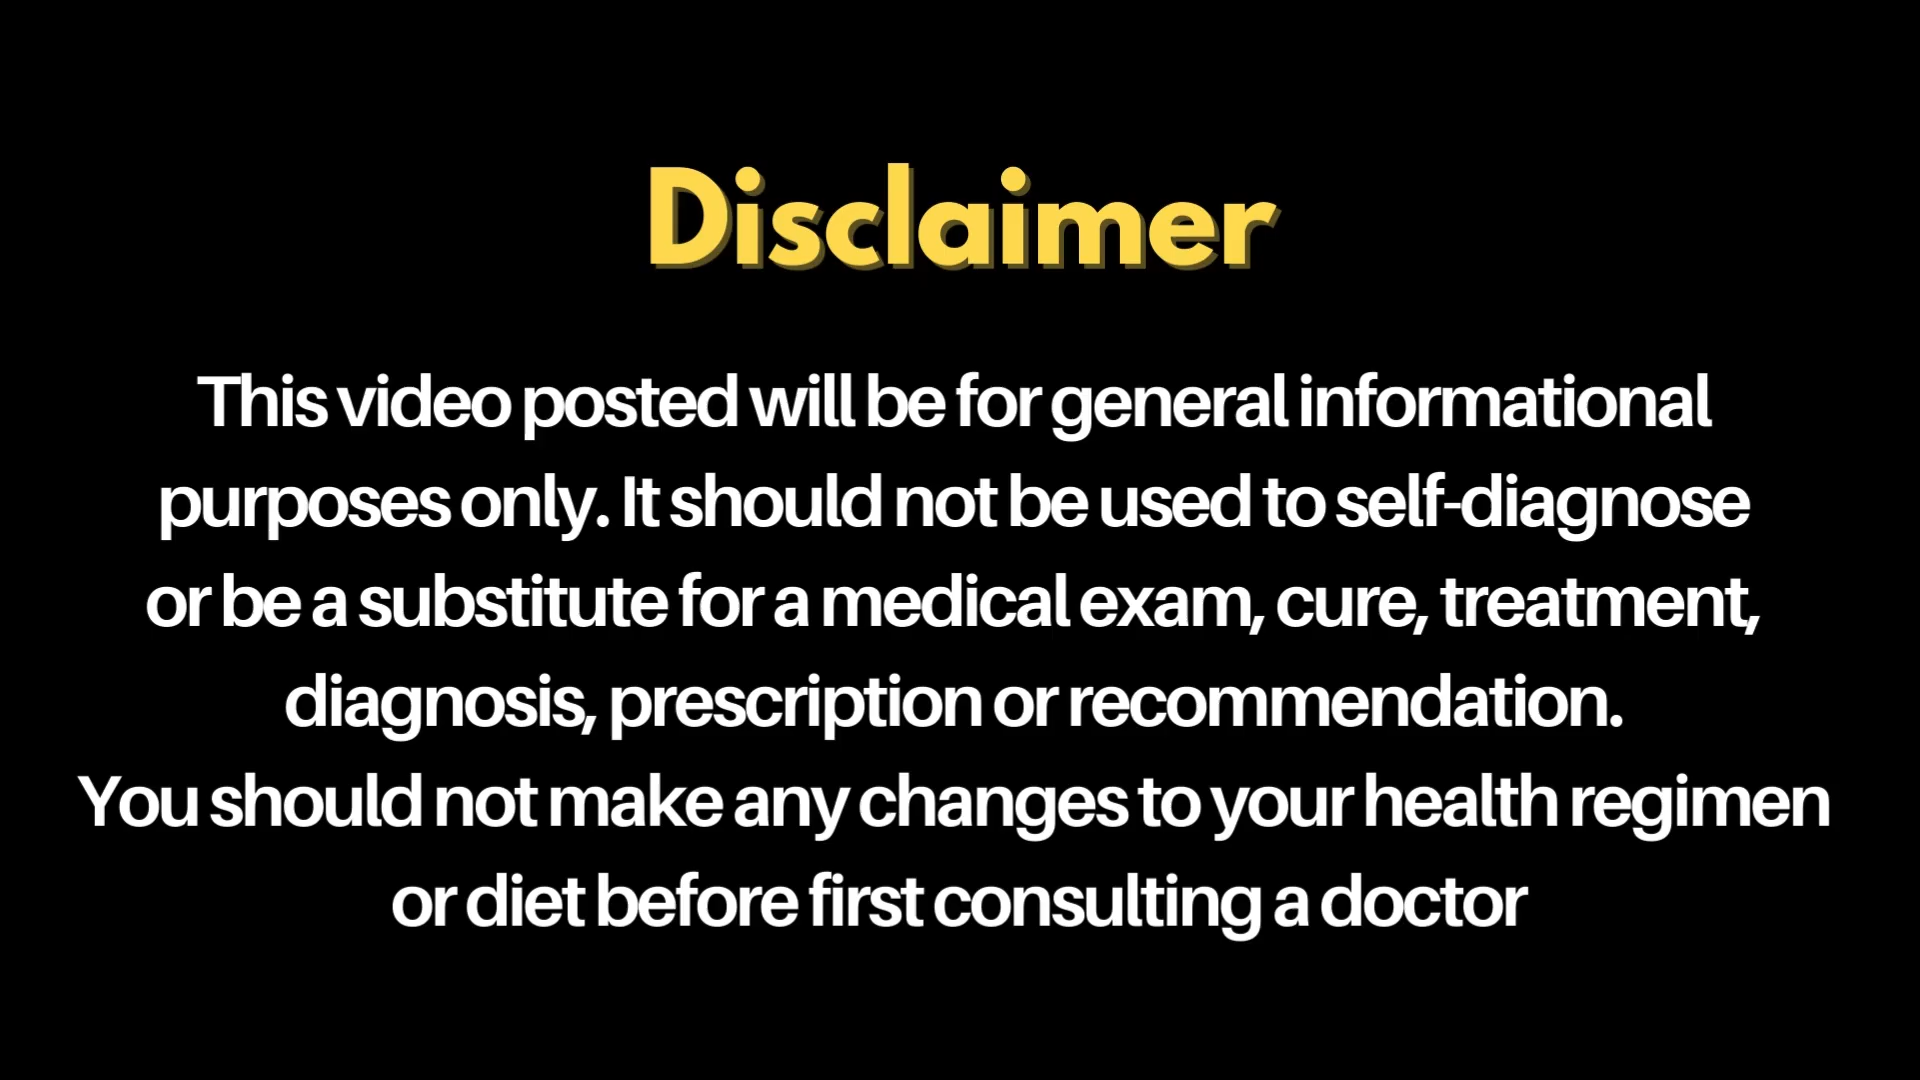 Disclaimer
This video posted will be for general informational
purposes only. It should not be used to self-diagnose
or be a substitute for a medical exam, cure, treatment,
diagnosis, prescription or recommendation.
You should not make any changes to your health regimen
or diet before first consulting a doctor